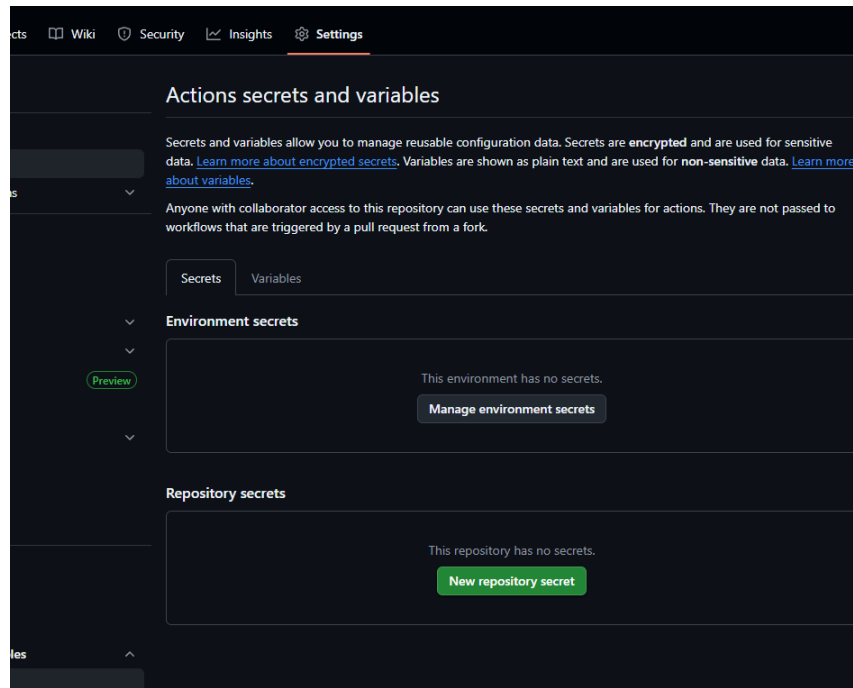 Wiki Security Insights Settings
Actions secrets and variables
Secrets and variables allow you to manage reusable configuration data. Secrets are encrypted and are used for sensitive
data. Learn more about encrypted secrets. Variables are shown as plain text and are used for non-sensitive data. Learn more
about variables.
Anyone with collaborator access to this repository can use these secrets and variables for actions. They are not passed to
workflows that are triggered by a pull request from a fork.
Secrets Variables
Environment secrets
This environment has no secrets.
Manage environment secrets
Preview
Repository secrets
This repository has no secrets.
New repository secret